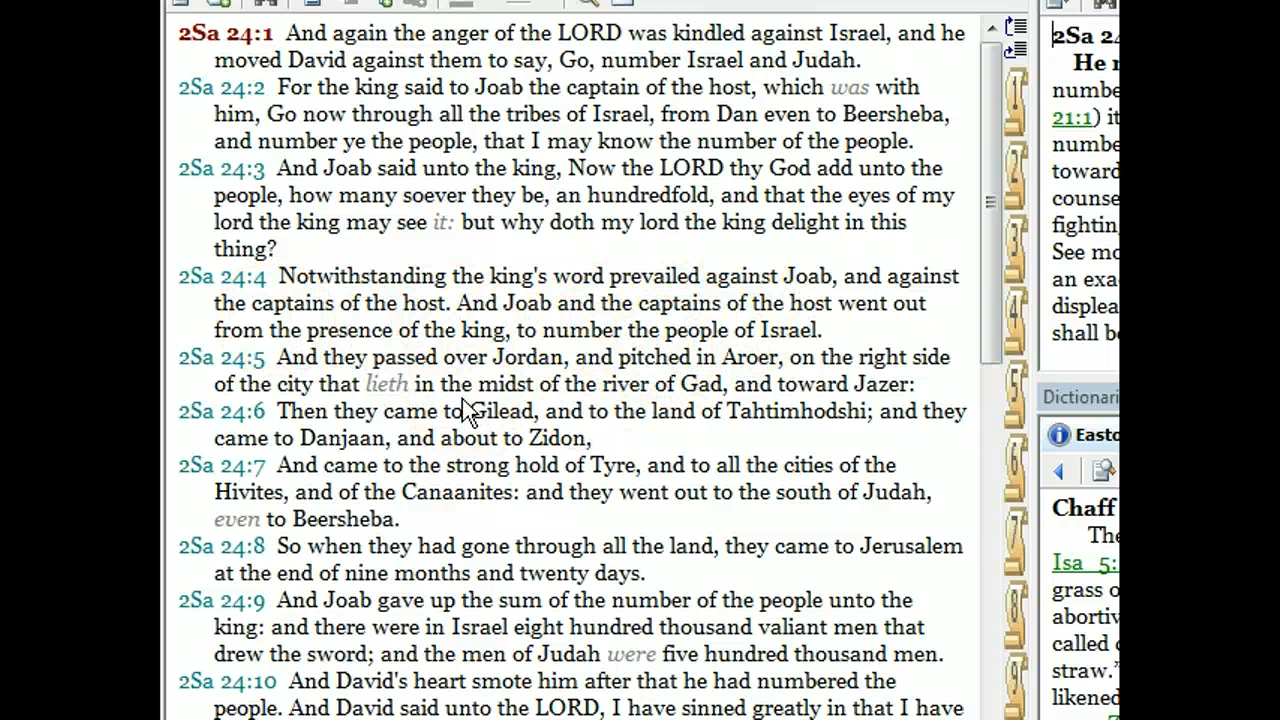 2Sa 24:1 And again the anger of the LORD was kindled against Israel, and he
moved David against them to say, Go, number Israel and Judah.
2Sa 24:2 For the king said to Joab the captain of the host, which was with
him, Go now through all the tribes of Israel, from Dan even to Beersheba,
and number ye the people, that I may know the number of the people.
2Sa 24:3 And Joab said unto the king, Now the LORD thy God add unto the
people, how many soever they be, an hundredfold, and that the eyes of my
lord the king may see it: but why doth my lord the king delight in this
thing?
2Sa 24:4 Notwithstanding the king's word prevailed against Joab, and against
the captains of the host. And Joab and the captains of the host went out
from the presence of the king, to number the people of Israel.
2Sa 24:5 And they passed over Jordan, and pitched in Aroer, on the right side
of the city that lieth in the midst of the river of Gad, and toward Jazer:
2Sa 24:6 Then they came to Gilead, and to the land of Tahtimhodshi; and they
came to Danjaan, and about to Zidon,
2Sa 24:7 And came to the strong hold of Tyre, and to all the cities of the
Hivites, and of the Canaanites: and they went out to the south of Judah,
even to Beersheba.
2Sa 24:8 So when they had gone through all the land, they came to Jerusalem
at the end of nine months and twenty days.
2Sa 24:9 And Joab gave up the sum of the number of the people unto the
king: and there were in Israel eight hundred thousand valiant men that
drew the sword; and the men of Judah were five hundred thousand men.
2Sa 24:10 And David's heart smote him after that he had numbered the
people. And David said unto the LORD, I have sinned greatly in that I have
1
2
3
4
5
6
7
8
9
2Sa 24
He
numbe
21:1) it
numbe
toward
counse
fighting
See mo
an exa
displea
shall be
Dictionari
Easto
Chaff
The
Isa 5:
grass o
abortiv
called c
straw."
likened